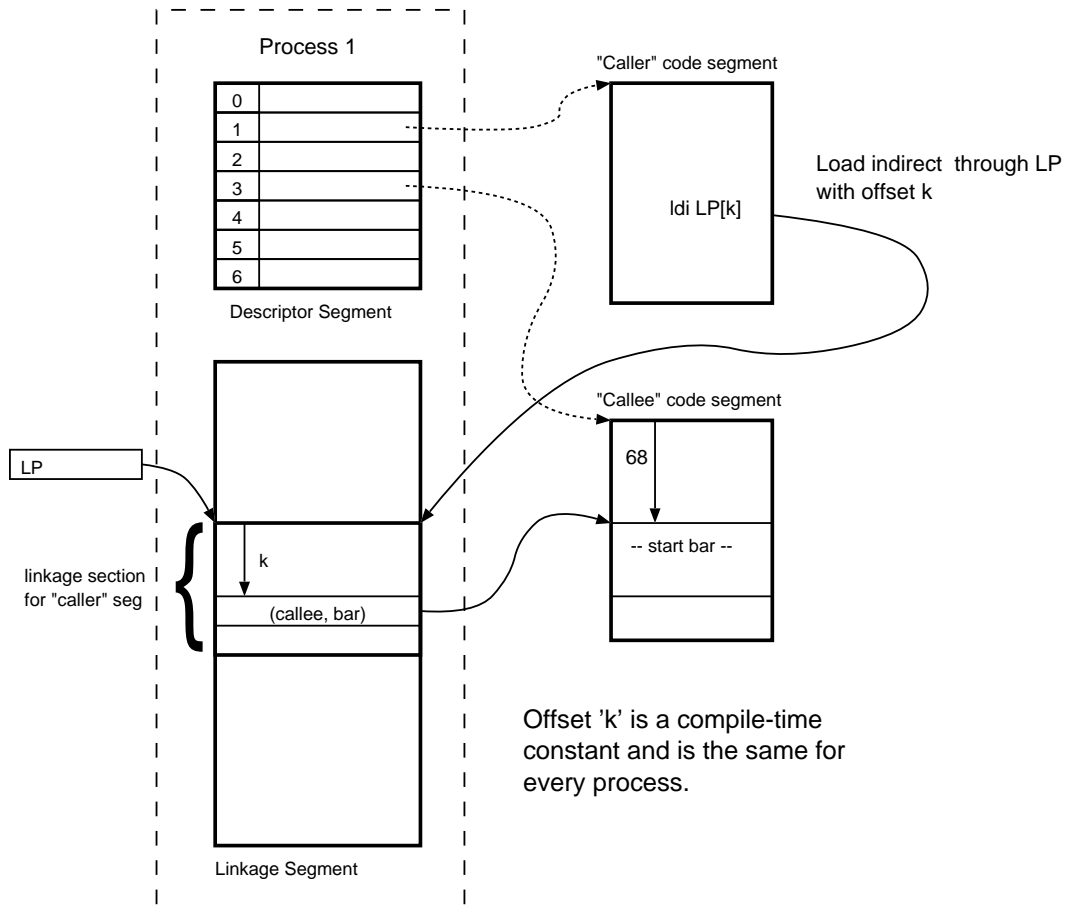 Process 1
"Caller" code segment
0
1
2
3
4
5
6
Load indirect through LP
with offset k
ldi LP[k]
Descriptor Segment
"Callee" code segment
LP
68
-- start bar --
k
linkage section
for "caller" seg
{
(callee, bar)
Offset ’k’ is a compile-time
constant and is the same for
every process.
Linkage Segment